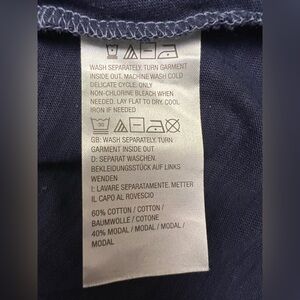 WASH SEPARATELY, TURN GARMENT
INSIDE OUT. MACHINE WASH COLD
DELICATE CYCLE: ONLY
NON-CHLORINE BLEACH WHEN
NEEDED. LAY FLAT TO DRY. COOL
IRON IF NEEDED
30
GB: WASH SEPARATELY, TURN
GARMENT INSIDE OUT
D: SEPARAT WASCHEN.
BEKLEIDUNGSSTÜCK AUF LINKS
WENDEN
I: LAVARE SEPARATAMENTE, METTER
IL CAPO AL ROVESCIO
60% COTTON / COTON /
BAUMWOLLE / COTONE
40% MODAL / MODAL / MODAL /
MODAL